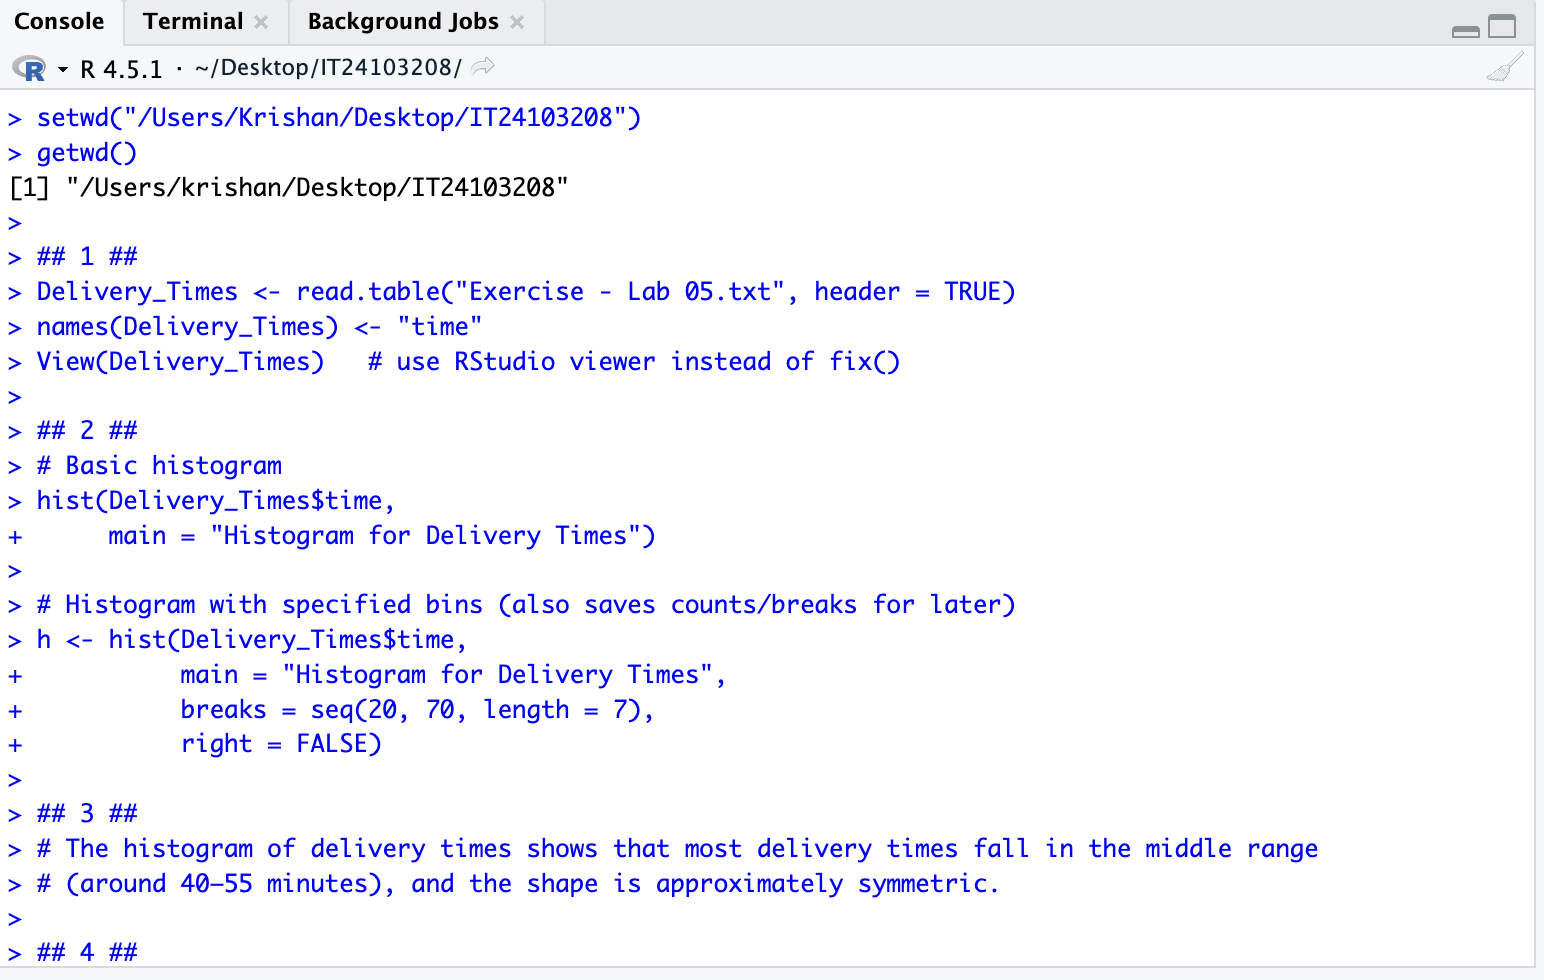 Console Terminal Background Jobs
R R 4.5.1 · ~/Desktop/IT24103208/
> setwd("/Users/Krishan/Desktop/IT24103208")
> getwd()
[1] "/Users/krishan/Desktop/IT24103208"
>
> ## 1 ##
> Delivery_Times <- read.table("Exercise - Lab 05.txt", header = TRUE)
> names(Delivery_Times) <- "time"
> View(Delivery_Times)   # use RStudio viewer instead of fix()
>
> ## 2 ##
> # Basic histogram
> hist(Delivery_Times$time,
+      main = "Histogram for Delivery Times")
>
> # Histogram with specified bins (also saves counts/breaks for later)
> h <- hist(Delivery_Times$time,
+           main = "Histogram for Delivery Times",
+           breaks = seq(20, 70, length = 7),
+           right = FALSE)
>
> ## 3 ##
> # The histogram of delivery times shows that most delivery times fall in the middle range
> # (around 40–55 minutes), and the shape is approximately symmetric.
>
> ## 4 ##